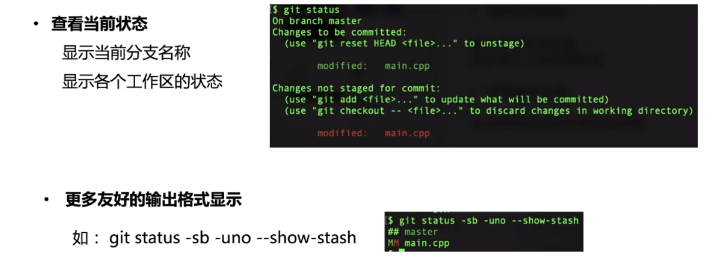 • 查看当前状态
显示当前分支名称
显示各个工作区的状态
$ git status
On branch master
Changes to be committed:
(use "git reset HEAD <file>..." to unstage)
modified: main.cpp
Changes not staged for commit:
(use "git add <file>..." to update what will be committed)
(use "git checkout -- <file>..." to discard changes in working directory)
modified: main.cpp
• 更多友好的输出格式显示
如： git status -sb -uno --show-stash
$ git status -sb -uno --show-stash
## master
MM main.cpp